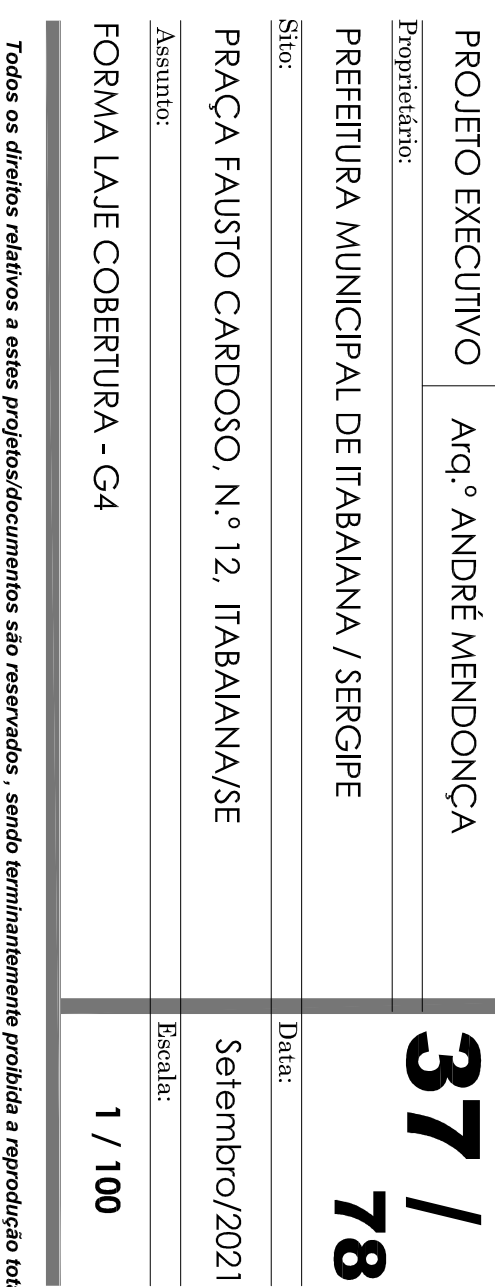 PROJETO EXECUTIVO
Arq.º ANDRÉ MENDONÇA
37 /
78
Proprietário:
PREFEITURA MUNICIPAL DE ITABAIANA / SERGIPE
Sito:
Data:
PRAÇA FAUSTO CARDOSO, N.º 12, ITABAIANA/SE
Setembro/2021
Assunto:
Escala:
FORMA LAJE COBERTURA - G4
1 / 100
Todos os direitos relativos a estes projetos/documentos são reservados , sendo terminantemente proibida a reprodução tot